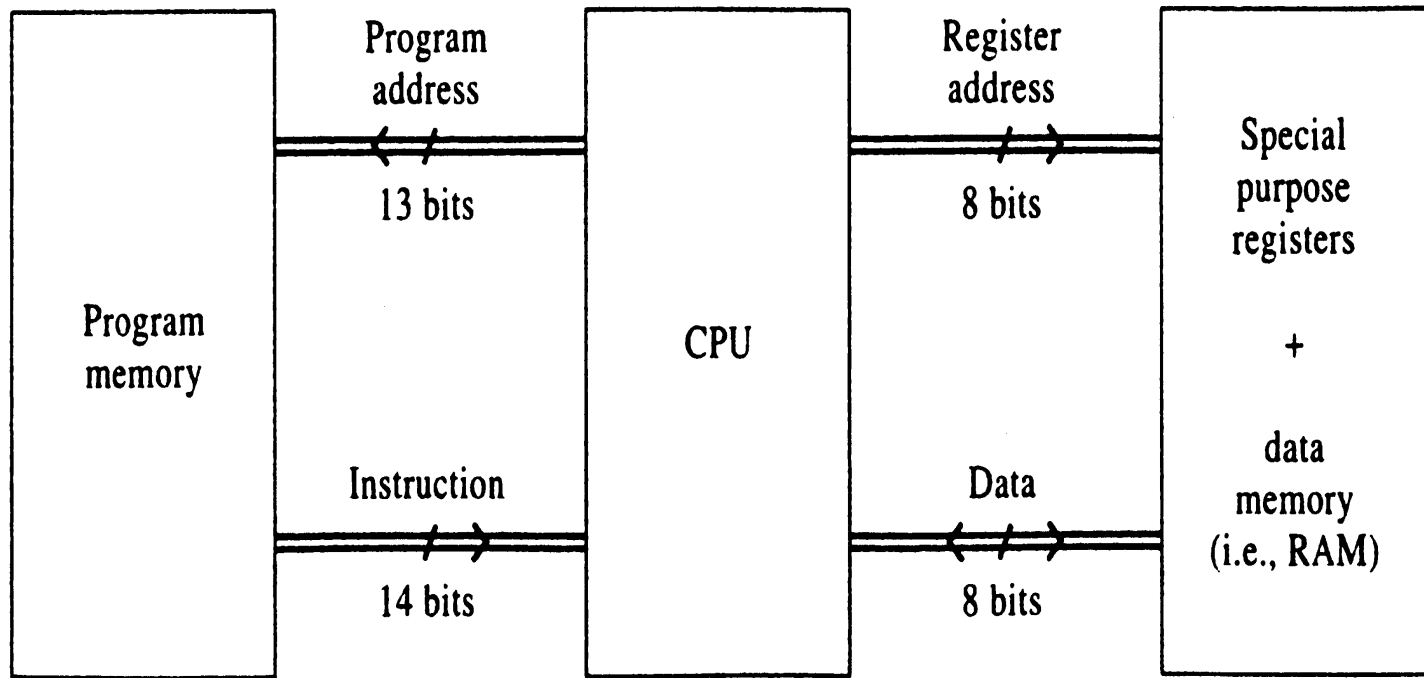 Program
address
13 bits
Program
memory
Instruction
14 bits
CPU
Register
address
8 bits
Data
8 bits
Special
purpose
registers
+
data
memory
(i.e., RAM)